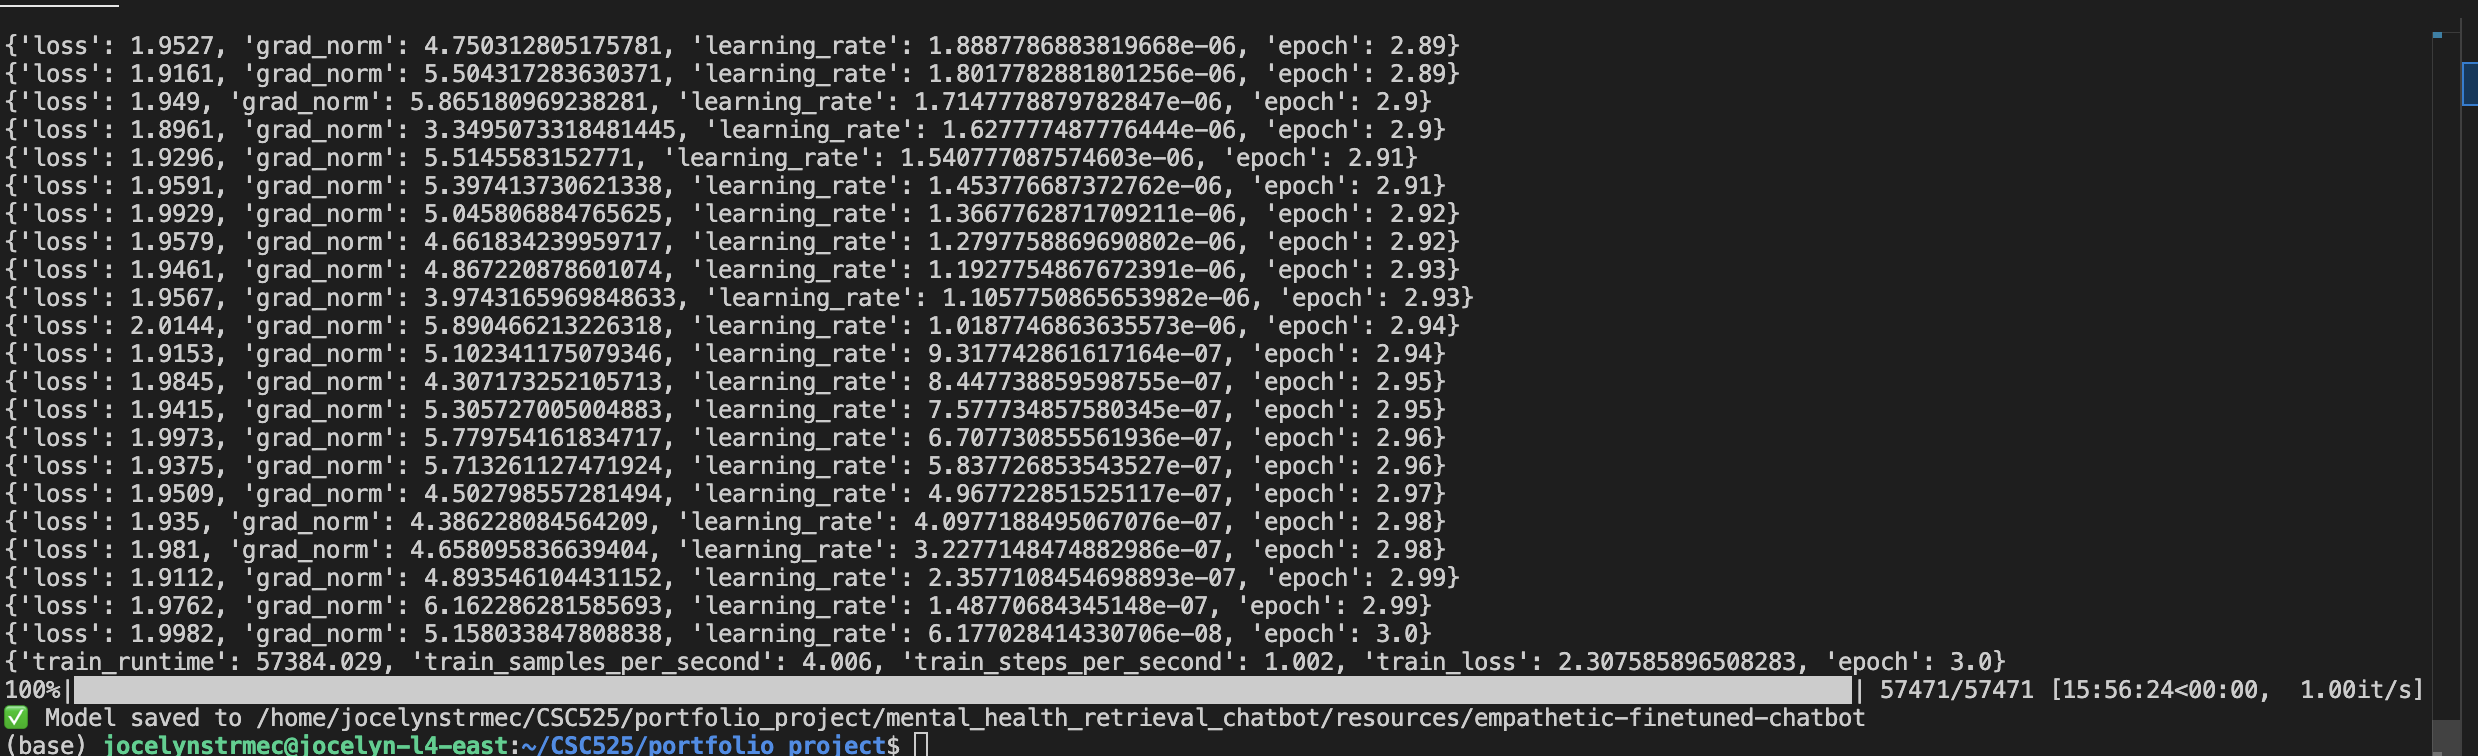 {'loss': 1.9527, 'grad_norm': 4.750312805175781, 'learning_rate': 1.8887786883819668e-06, 'epoch': 2.89}
{'loss': 1.9161, 'grad_norm': 5.504317283630371, 'learning_rate': 1.8017782881801256e-06, 'epoch': 2.89}
{'loss': 1.949, 'grad_norm': 5.865180969238281, 'learning_rate': 1.7147778879782847e-06, 'epoch': 2.9}
{'loss': 1.8961, 'grad_norm': 3.3495073318481445, 'learning_rate': 1.627777487776444e-06, 'epoch': 2.9}
{'loss': 1.9296, 'grad_norm': 5.5145583152771, 'learning_rate': 1.540777087574603e-06, 'epoch': 2.91}
{'loss': 1.9591, 'grad_norm': 5.397413730621338, 'learning_rate': 1.453776687372762e-06, 'epoch': 2.91}
{'loss': 1.9929, 'grad_norm': 5.045806884765625, 'learning_rate': 1.3667762871709211e-06, 'epoch': 2.92}
{'loss': 1.9579, 'grad_norm': 4.661834239959717, 'learning_rate': 1.2797758869690802e-06, 'epoch': 2.92}
{'loss': 1.9461, 'grad_norm': 4.867220878601074, 'learning_rate': 1.1927754867672391e-06, 'epoch': 2.93}
{'loss': 1.9567, 'grad_norm': 3.9743165969848633, 'learning_rate': 1.1057750865653982e-06, 'epoch': 2.93}
{'loss': 2.0144, 'grad_norm': 5.890466213226318, 'learning_rate': 1.0187746863635573e-06, 'epoch': 2.94}
{'loss': 1.9153, 'grad_norm': 5.102341175079346, 'learning_rate': 9.317742861617164e-07, 'epoch': 2.94}
{'loss': 1.9845, 'grad_norm': 4.307173252105713, 'learning_rate': 8.447738859598755e-07, 'epoch': 2.95}
{'loss': 1.9415, 'grad_norm': 5.305727005004883, 'learning_rate': 7.577734857580345e-07, 'epoch': 2.95}
{'loss': 1.9973, 'grad_norm': 5.779754161834717, 'learning_rate': 6.707730855561936e-07, 'epoch': 2.96}
{'loss': 1.9375, 'grad_norm': 5.713261127471924, 'learning_rate': 5.837726853543527e-07, 'epoch': 2.96}
{'loss': 1.9509, 'grad_norm': 4.502798557281494, 'learning_rate': 4.967722851525117e-07, 'epoch': 2.97}
{'loss': 1.935, 'grad_norm': 4.386228084564209, 'learning_rate': 4.0977188495067076e-07, 'epoch': 2.98}
{'loss': 1.981, 'grad_norm': 4.658095836639404, 'learning_rate': 3.2277148474882986e-07, 'epoch': 2.98}
{'loss': 1.9112, 'grad_norm': 4.893546104431152, 'learning_rate': 2.3577108454698893e-07, 'epoch': 2.99}
{'loss': 1.9762, 'grad_norm': 6.162286281585693, 'learning_rate': 1.48770684345148e-07, 'epoch': 2.99}
{'loss': 1.9982, 'grad_norm': 5.158033847808838, 'learning_rate': 6.177028414330706e-08, 'epoch': 3.0}
{'train_runtime': 57384.029, 'train_samples_per_second': 4.006, 'train_steps_per_second': 1.002, 'train_loss': 2.307585896508283, 'epoch': 3.0}
100%|██████████| 57471/57471 [15:56:24<00:00,  1.00it/s]
✅ Model saved to /home/jocelynstrmec/CSC525/portfolio_project/mental_health_retrieval_chatbot/resources/empathetic-finetuned-chatbot
(base) jocelynstrmec@jocelyn-l4-east:~/CSC525/portfolio_project$